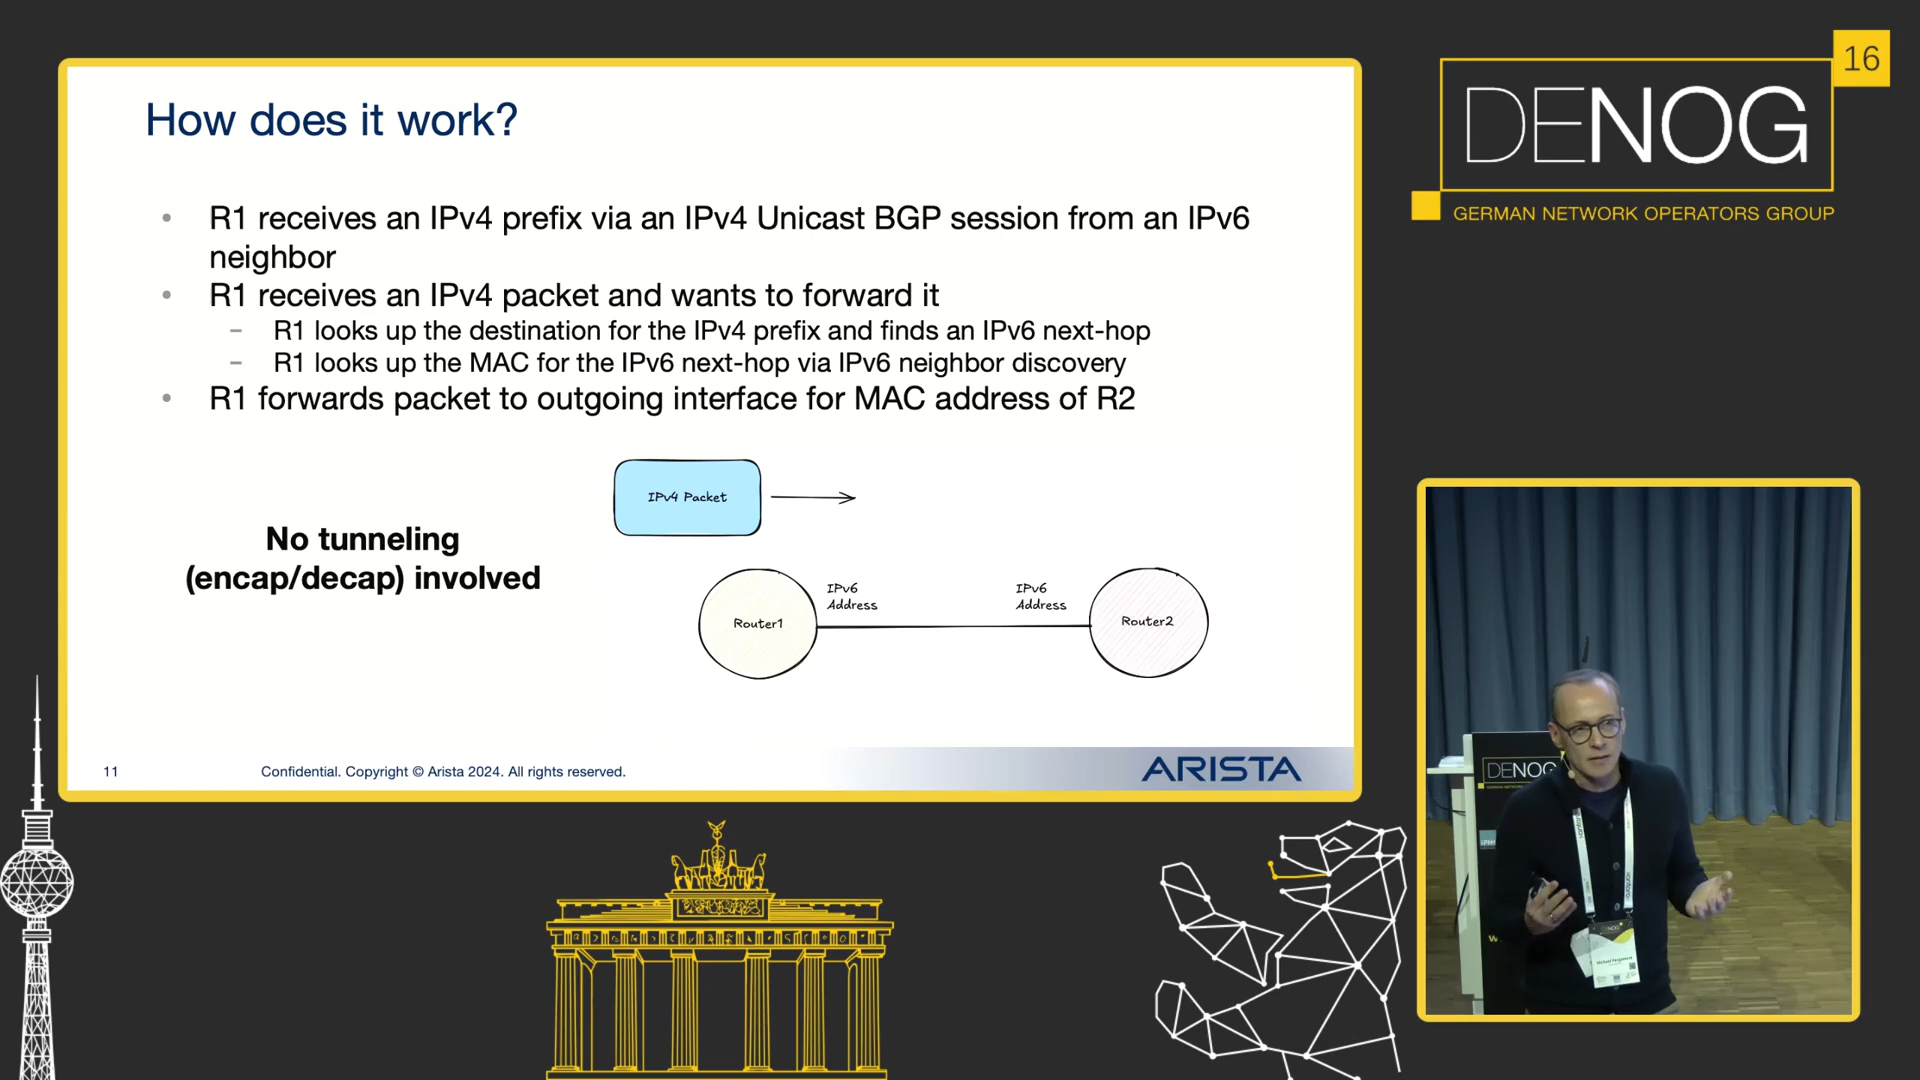 How does it work?
• R1 receives an IPv4 prefix via an IPv4 Unicast BGP session from an IPv6
neighbor
• R1 receives an IPv4 packet and wants to forward it
– R1 looks up the destination for the IPv4 prefix and finds an IPv6 next-hop
– R1 looks up the MAC for the IPv6 next-hop via IPv6 neighbor discovery
• R1 forwards packet to outgoing interface for MAC address of R2
IPv4 Packet
No tunneling
(encap/decap) involved
IPv6
Address
IPv6
Address
Router1
Router2
11
Confidential. Copyright © Arista 2024. All rights reserved.
ARISTA
16
DENOG
GERMAN NETWORK OPERATORS GROUP
DENOG
DENOG